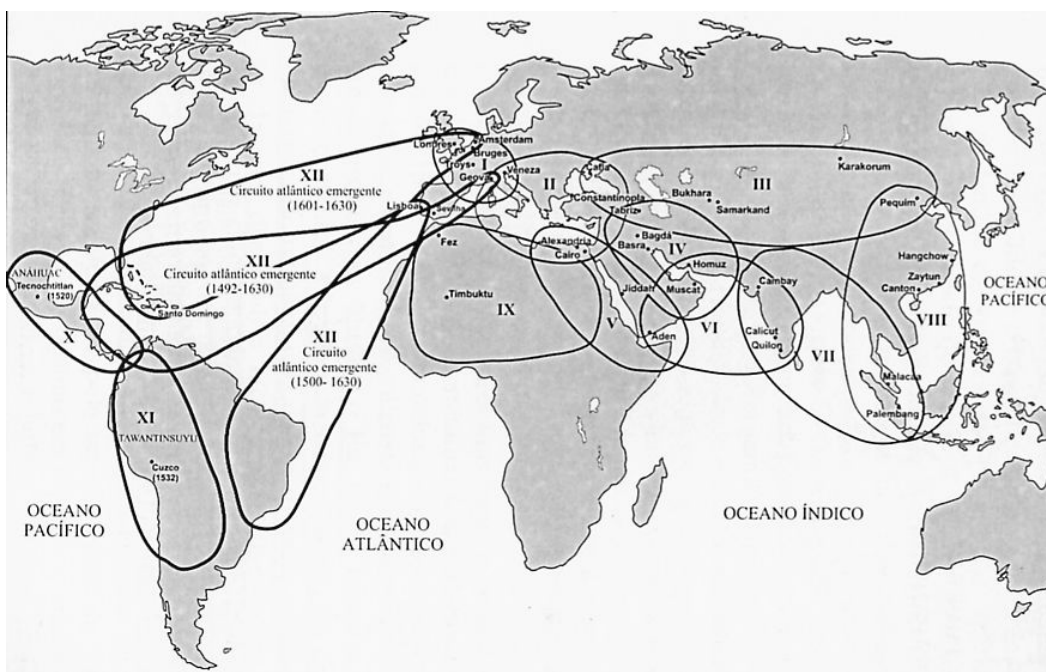 Londres
Amsterdam
Bruges
Troys
I
Geova
Veneza
XII
Circuito atlântico emergente
(1601-1630)
Lisboa
Sevilha
II
Cafia
Constantinopla
Tabriz
III
Karakorum
Bukhara
Samarkand
Pequim
Fez
Alexandria
Cairo
Bagdá
Basra
IV
Homuz
Muscat
Jiddah
Aden
V
VI
Cambay
Calicut
Quilon
VII
Hangchow
Zaytun
Canton
VIII
Malacaa
Palembang
OCEANO
PACÍFICO
XII
Circuito atlântico emergente
(1492-1630)
ANÁHUAC
Tecnochtitlan
(1520)
X
Santo Domingo
XII
Circuito
atlântico emergente
(1500- 1630)
Timbuktu
IX
XI
TAWANTINSUYU
Cuzco
(1532)
OCEANO
PACÍFICO
OCEANO
ATLÂNTICO
OCEANO ÍNDICO